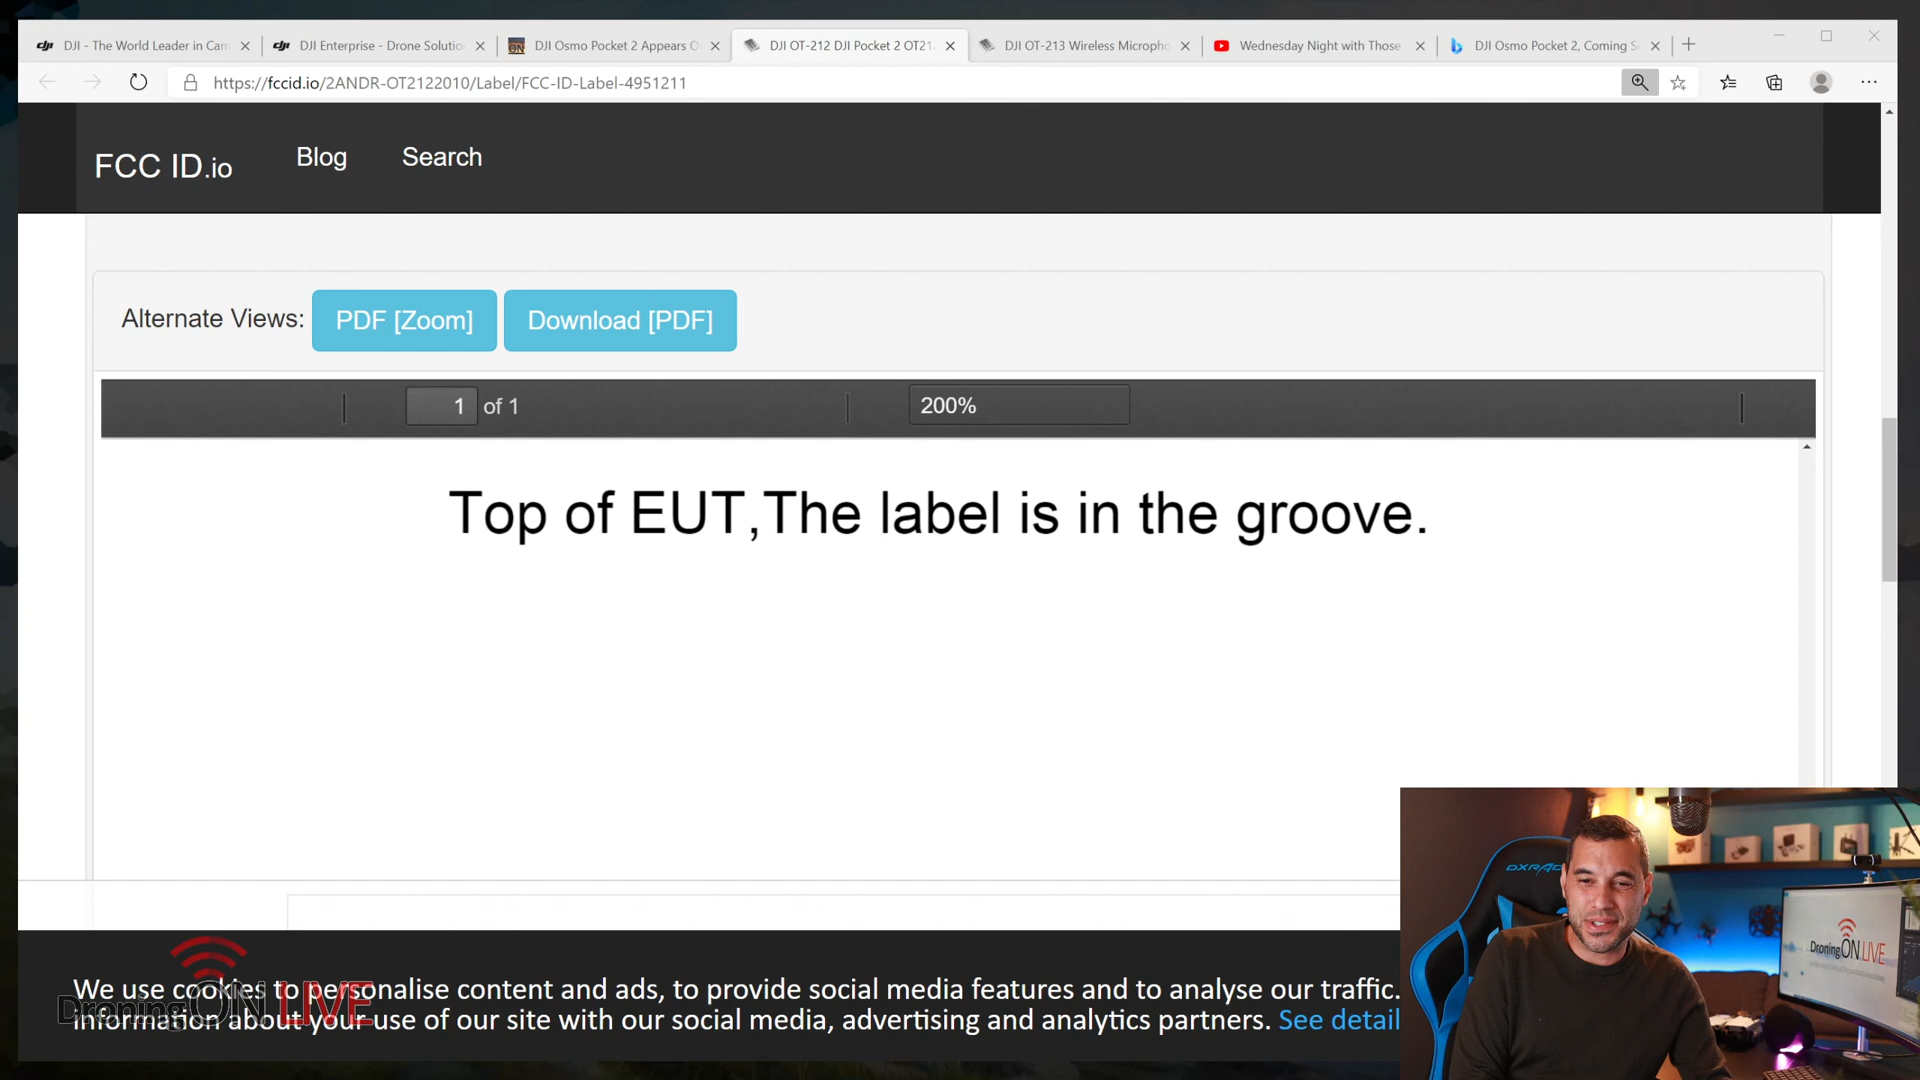 DJI - The World Leader in Cam
DJI Enterprise - Drone Solutio
DJI Osmo Pocket 2 Appears O
DJI OT-212 DJI Pocket 2 OT212
DJI OT-213 Wireless Micropho
Wednesday Night with Those
DJI Osmo Pocket 2, Coming S
https://fccid.io/2ANDR-OT2122010/Label/FCC-ID-Label-4951211
FCC ID.io
Blog
Search
Alternate Views:
PDF [Zoom]
Download [PDF]
1 of 1
200%
Top of EUT,The label is in the groove.
We use cookies to personalise content and ads, to provide social media features and to analyse our traffic.
information about your use of our site with our social media, advertising and analytics partners. See detail
DroningON LIVE
DXRAC
DroningON LIVE